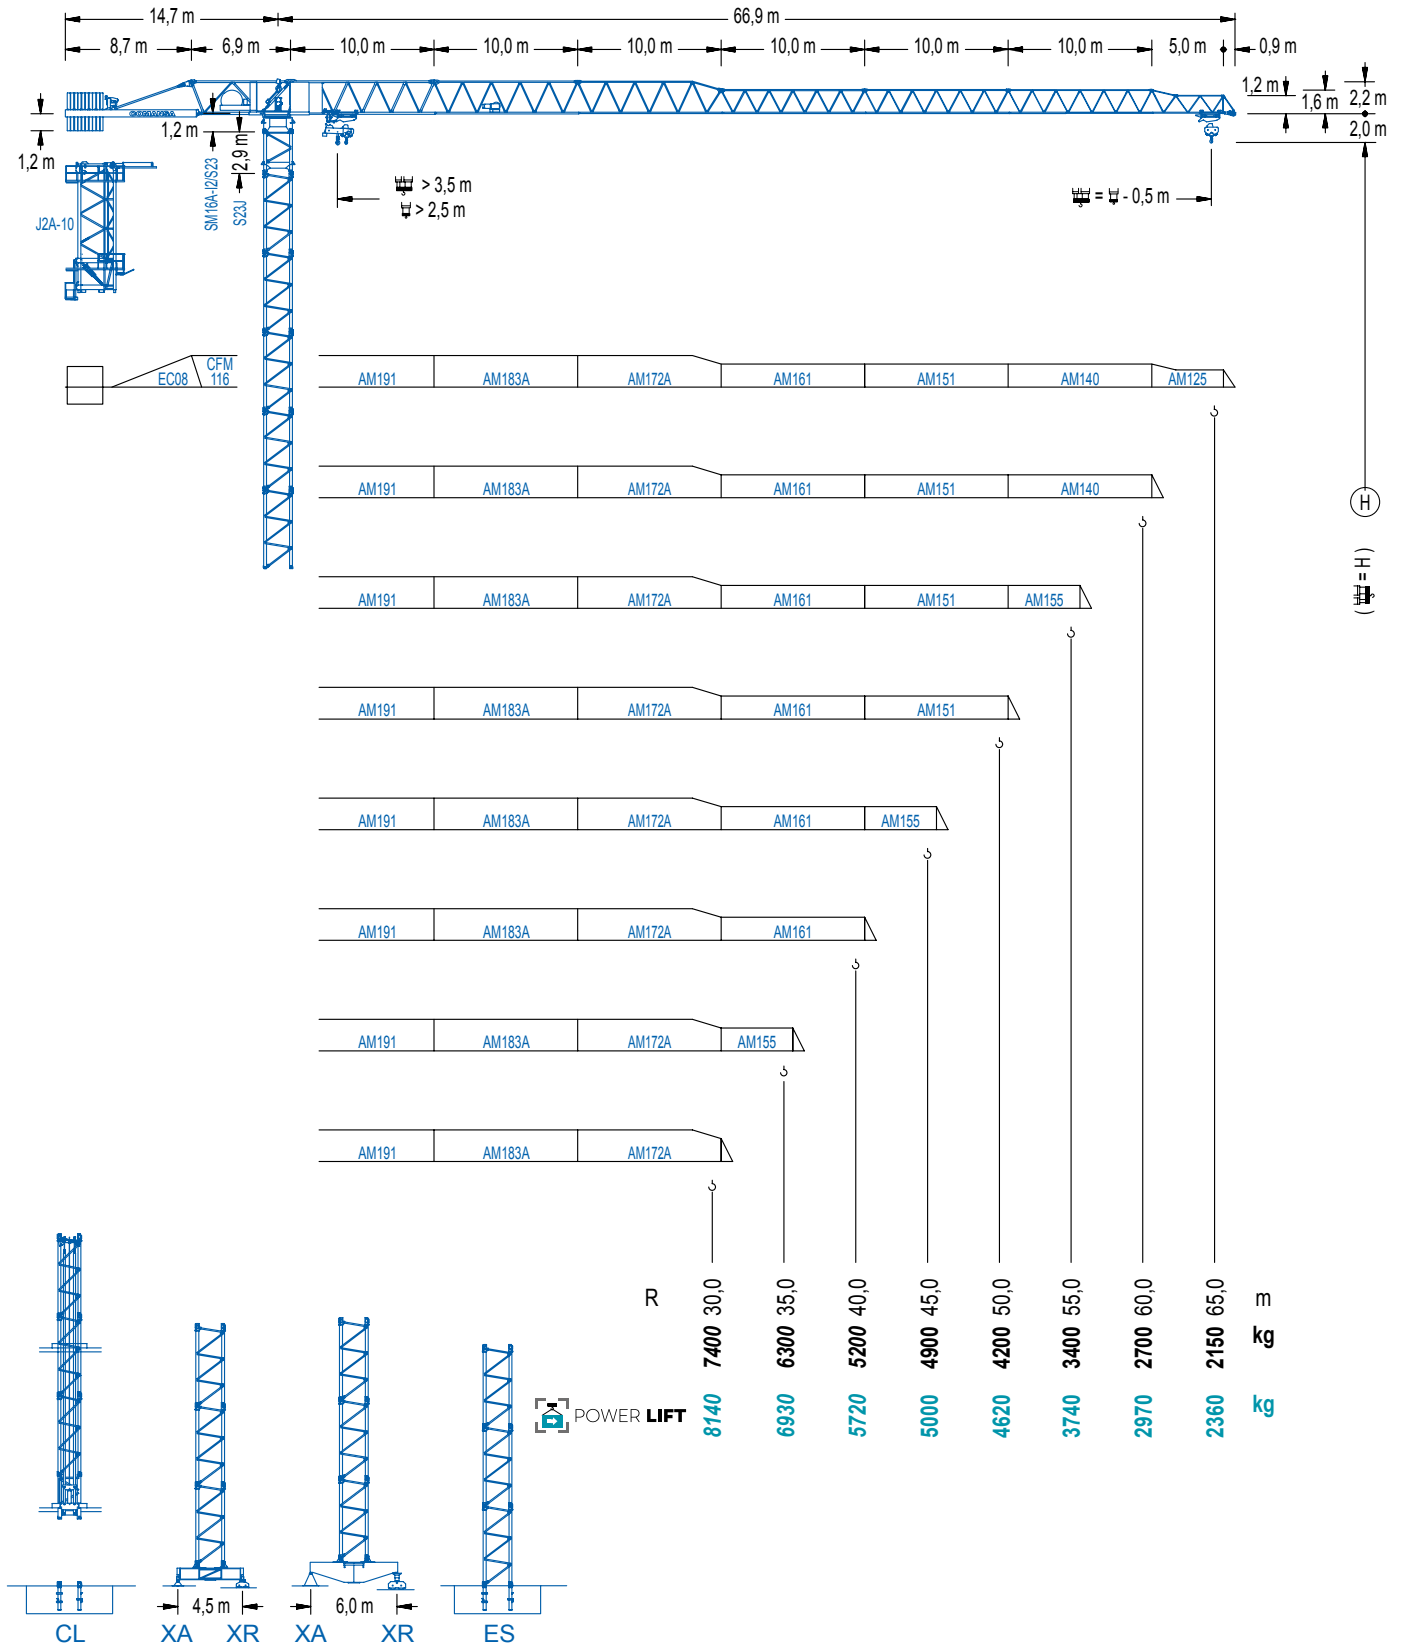 14,7 m
66,9 m
8,7 m
6,9 m
10,0 m
10,0 m
10,0 m
10,0 m
10,0 m
10,0 m
5,0 m
0,9 m
COMANSA
1,2 m
1,6 m
2,2 m
2,0 m
1,2 m
1,2 m
2,9 m
SM16A-I2/S23
S23J
> 3,5 m
> 2,5 m
= - 0,5 m
J2A-10
EC08
CFM
116
AM191 AM183A AM172A AM161 AM151 AM140 AM125
AM191 AM183A AM172A AM161 AM151 AM140
H
( = H )
AM191 AM183A AM172A AM161 AM151 AM155
AM191 AM183A AM172A AM161 AM151
AM191 AM183A AM172A AM161 AM155
AM191 AM183A AM172A AM161
AM191 AM183A AM172A AM155
AM191 AM183A AM172A
R 30,0 35,0 40,0 45,0 50,0 55,0 60,0 65,0 m
7400 6300 5200 4900 4200 3400 2700 2150 kg
POWER LIFT 8140 6930 5720 5000 4620 3740 2970 2360 kg
4,5 m
6,0 m
CL XA XR XA XR ES